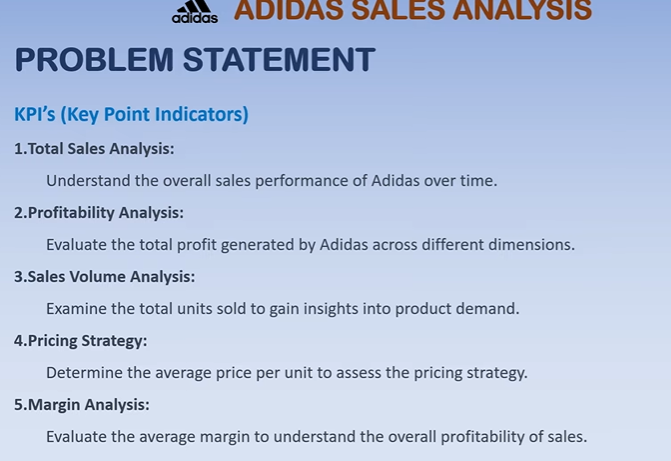 adidas ADIDAS SALES ANALYSIS
PROBLEM STATEMENT
KPI's (Key Point Indicators)
1.Total Sales Analysis:
Understand the overall sales performance of Adidas over time.
2.Profitability Analysis:
Evaluate the total profit generated by Adidas across different dimensions.
3.Sales Volume Analysis:
Examine the total units sold to gain insights into product demand.
4.Pricing Strategy:
Determine the average price per unit to assess the pricing strategy.
5.Margin Analysis:
Evaluate the average margin to understand the overall profitability of sales.